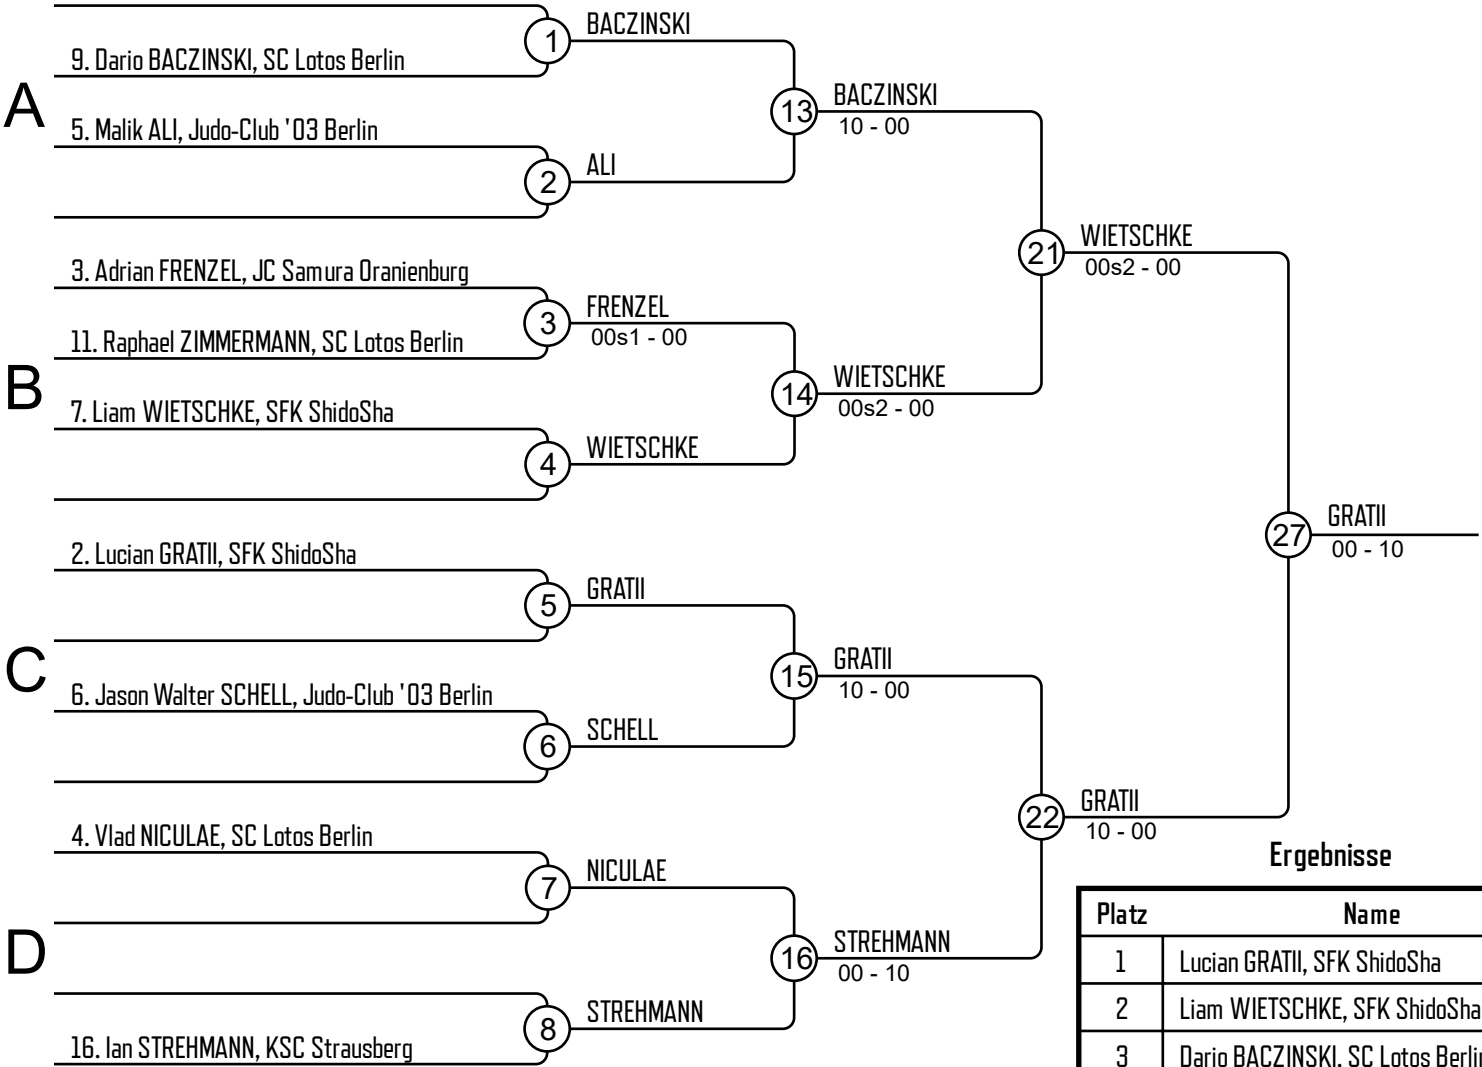 BACZINSKI
1
9. Dario BACZINSKI, SC Lotos Berlin
A
BACZINSKI
13
10 - 00
5. Malik ALI, Judo-Club '03 Berlin
ALI
2
WIETSCHKE
21
00s2 - 00
3. Adrian FRENZEL, JC Samura Oranienburg
FRENZEL
3
00s1 - 00
11. Raphael ZIMMERMANN, SC Lotos Berlin
B
WIETSCHKE
14
00s2 - 00
7. Liam WIETSCHKE, SFK ShidoSha
WIETSCHKE
4
GRATII
27
00 - 10
2. Lucian GRATII, SFK ShidoSha
GRATII
5
C
GRATII
15
10 - 00
6. Jason Walter SCHELL, Judo-Club '03 Berlin
SCHELL
6
GRATII
22
10 - 00
4. Vlad NICULAE, SC Lotos Berlin
NICULAE
7
D
STREHMANN
16
00 - 10
STREHMANN
8
16. Ian STREHMANN, KSC Strausberg
Ergebnisse
Platz Name
1 Lucian GRATII, SFK ShidoSha
2 Liam WIETSCHKE, SFK ShidoSha
3 Dario BACZINSKI, SC Lotos Berlin